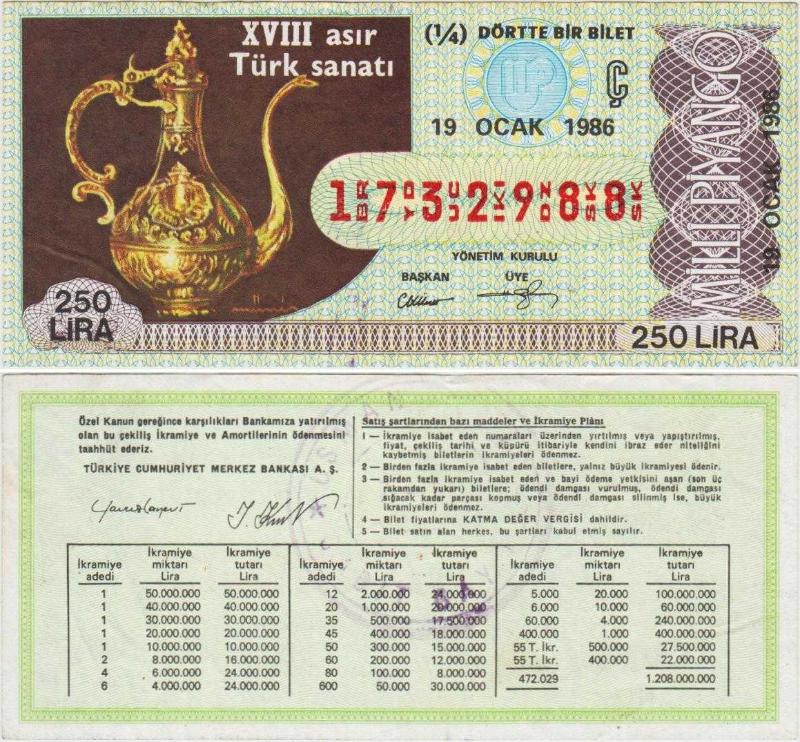 XVIII asır
Türk sanatı
(¼) DÖRTTE BİR BİLET
MP
Ç
19 OCAK 1986
1 BR 7 YD 3 UC 2 IKI 9 DZ 8 SK 8 SK
YÖNETİM KURULU
BAŞKAN ÜYE
250
LİRA
250 LİRA
MİLLİ PİYANGO
19 OCAK 1986
Özel Kanun gereğince karşılıkları Bankamıza yatırılmış
olan bu çekiliş İkramiye ve Amortilerinin ödenmesini
taahhüt ederiz.
TÜRKİYE CUMHURİYET MERKEZ BANKASI A. Ş.
Satış şartlarından bazı maddeler ve İkramiye Plânı
1 — İkramiye isabet eden numaraları üzerinden yırtılmış veya yapıştırılmış,
fiyat, çekiliş tarihi ve küpürü itibariyle kendini ibraz eder niteliğini
kaybetmiş biletlerin ikramiyeleri ödenmez.
2 — Birden fazla ikramiye isabet eden biletlere, yalnız büyük ikramiyesi ödenir.
3 — Birden fazla ikramiye isabet eden ve bayi ödeme yetkisini aşan (son üç
rakamdan yukarı) biletlere; ödendi damgası vurulmuş, ödendi damgası
sığacak kadar parçası kopmuş veya ödendi damgası silinmiş ise, büyük
ikramiyeleri ödenmez.
4 — Bilet fiyatlarına KATMA DEĞER VERGİSİ dahildir.
5 — Bilet satın alan herkes, bu şartları kabul etmiş sayılır.
İkramiye adedi İkramiye miktarı Lira İkramiye tutarı Lira İkramiye adedi İkramiye miktarı Lira İkramiye tutarı Lira İkramiye adedi İkramiye miktarı Lira İkramiye tutarı Lira
1 50.000.000 50.000.000 12 2.000.000 24.000.000 5.000 20.000 100.000.000
1 40.000.000 40.000.000 20 1.000.000 20.000.000 6.000 10.000 60.000.000
1 30.000.000 30.000.000 35 500.000 17.500.000 60.000 4.000 240.000.000
1 20.000.000 20.000.000 45 400.000 18.000.000 400.000 1.000 400.000.000
1 10.000.000 10.000.000 50 300.000 15.000.000 55 T. İkr. 500.000 27.500.000
2 8.000.000 16.000.000 60 200.000 12.000.000 55 T. İkr. 400.000 22.000.000
4 6.000.000 24.000.000 80 100.000 8.000.000 472.029 1.208.000.000
6 4.000.000 24.000.000 600 50.000 30.000.000